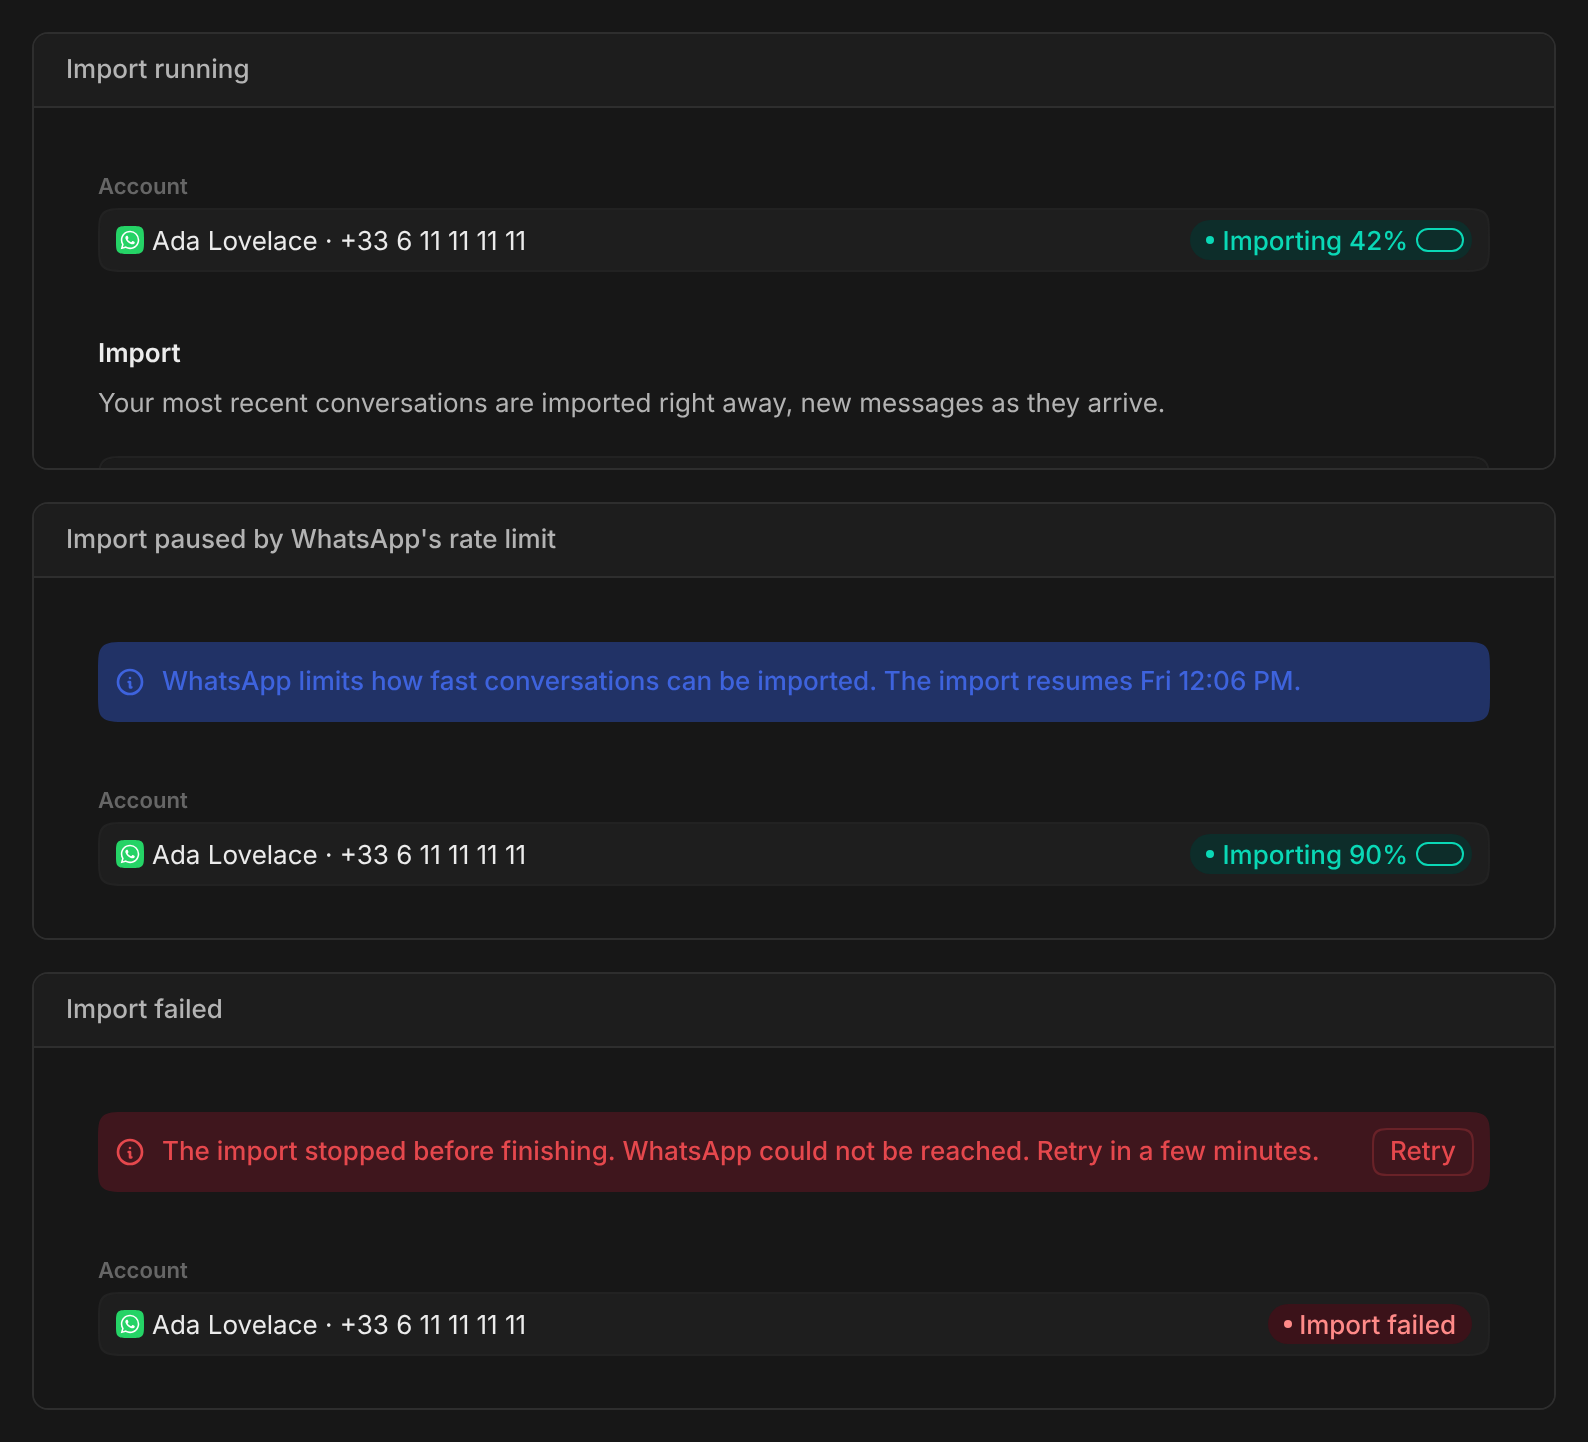 Import running
Account
Ada Lovelace · +33 6 11 11 11 11
• Importing 42%
Import
Your most recent conversations are imported right away, new messages as they arrive.
Import paused by WhatsApp's rate limit
WhatsApp limits how fast conversations can be imported. The import resumes Fri 12:06 PM.
Account
Ada Lovelace · +33 6 11 11 11 11
• Importing 90%
Import failed
The import stopped before finishing. WhatsApp could not be reached. Retry in a few minutes.
Retry
Account
Ada Lovelace · +33 6 11 11 11 11
• Import failed